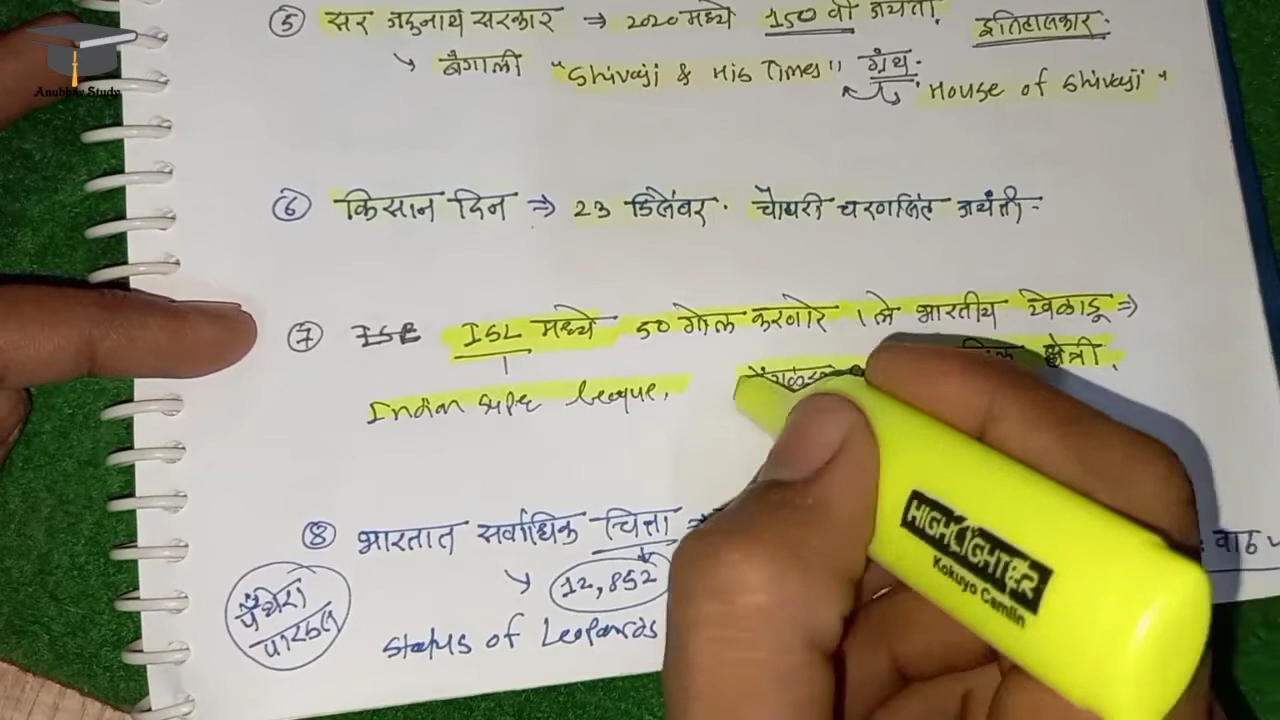 Anubhav Study
⑤ सर जदुनाथ सरकार ⇒ 2020 मध्ये 150 वी जयंती. इतिहासकार.
↘ बंगाली "Shivaji & His Times" ग्रंथ.
"House of Shivaji"
⑥ किसान दिन ⇒ 23 डिसेंबर. चौधरी चरणसिंह जयंती.
⑦ ISL मध्ये 50 गोल करणारे 1 ले भारतीय खेळाडू ⇒
छेत्री.
Indian Super League.
⑧ भारतात सर्वाधिक चित्ता ⇒ वाढ
↘ 12,852
Status of Leopards
HIGHLIGHTER
Kokuyo Camlin